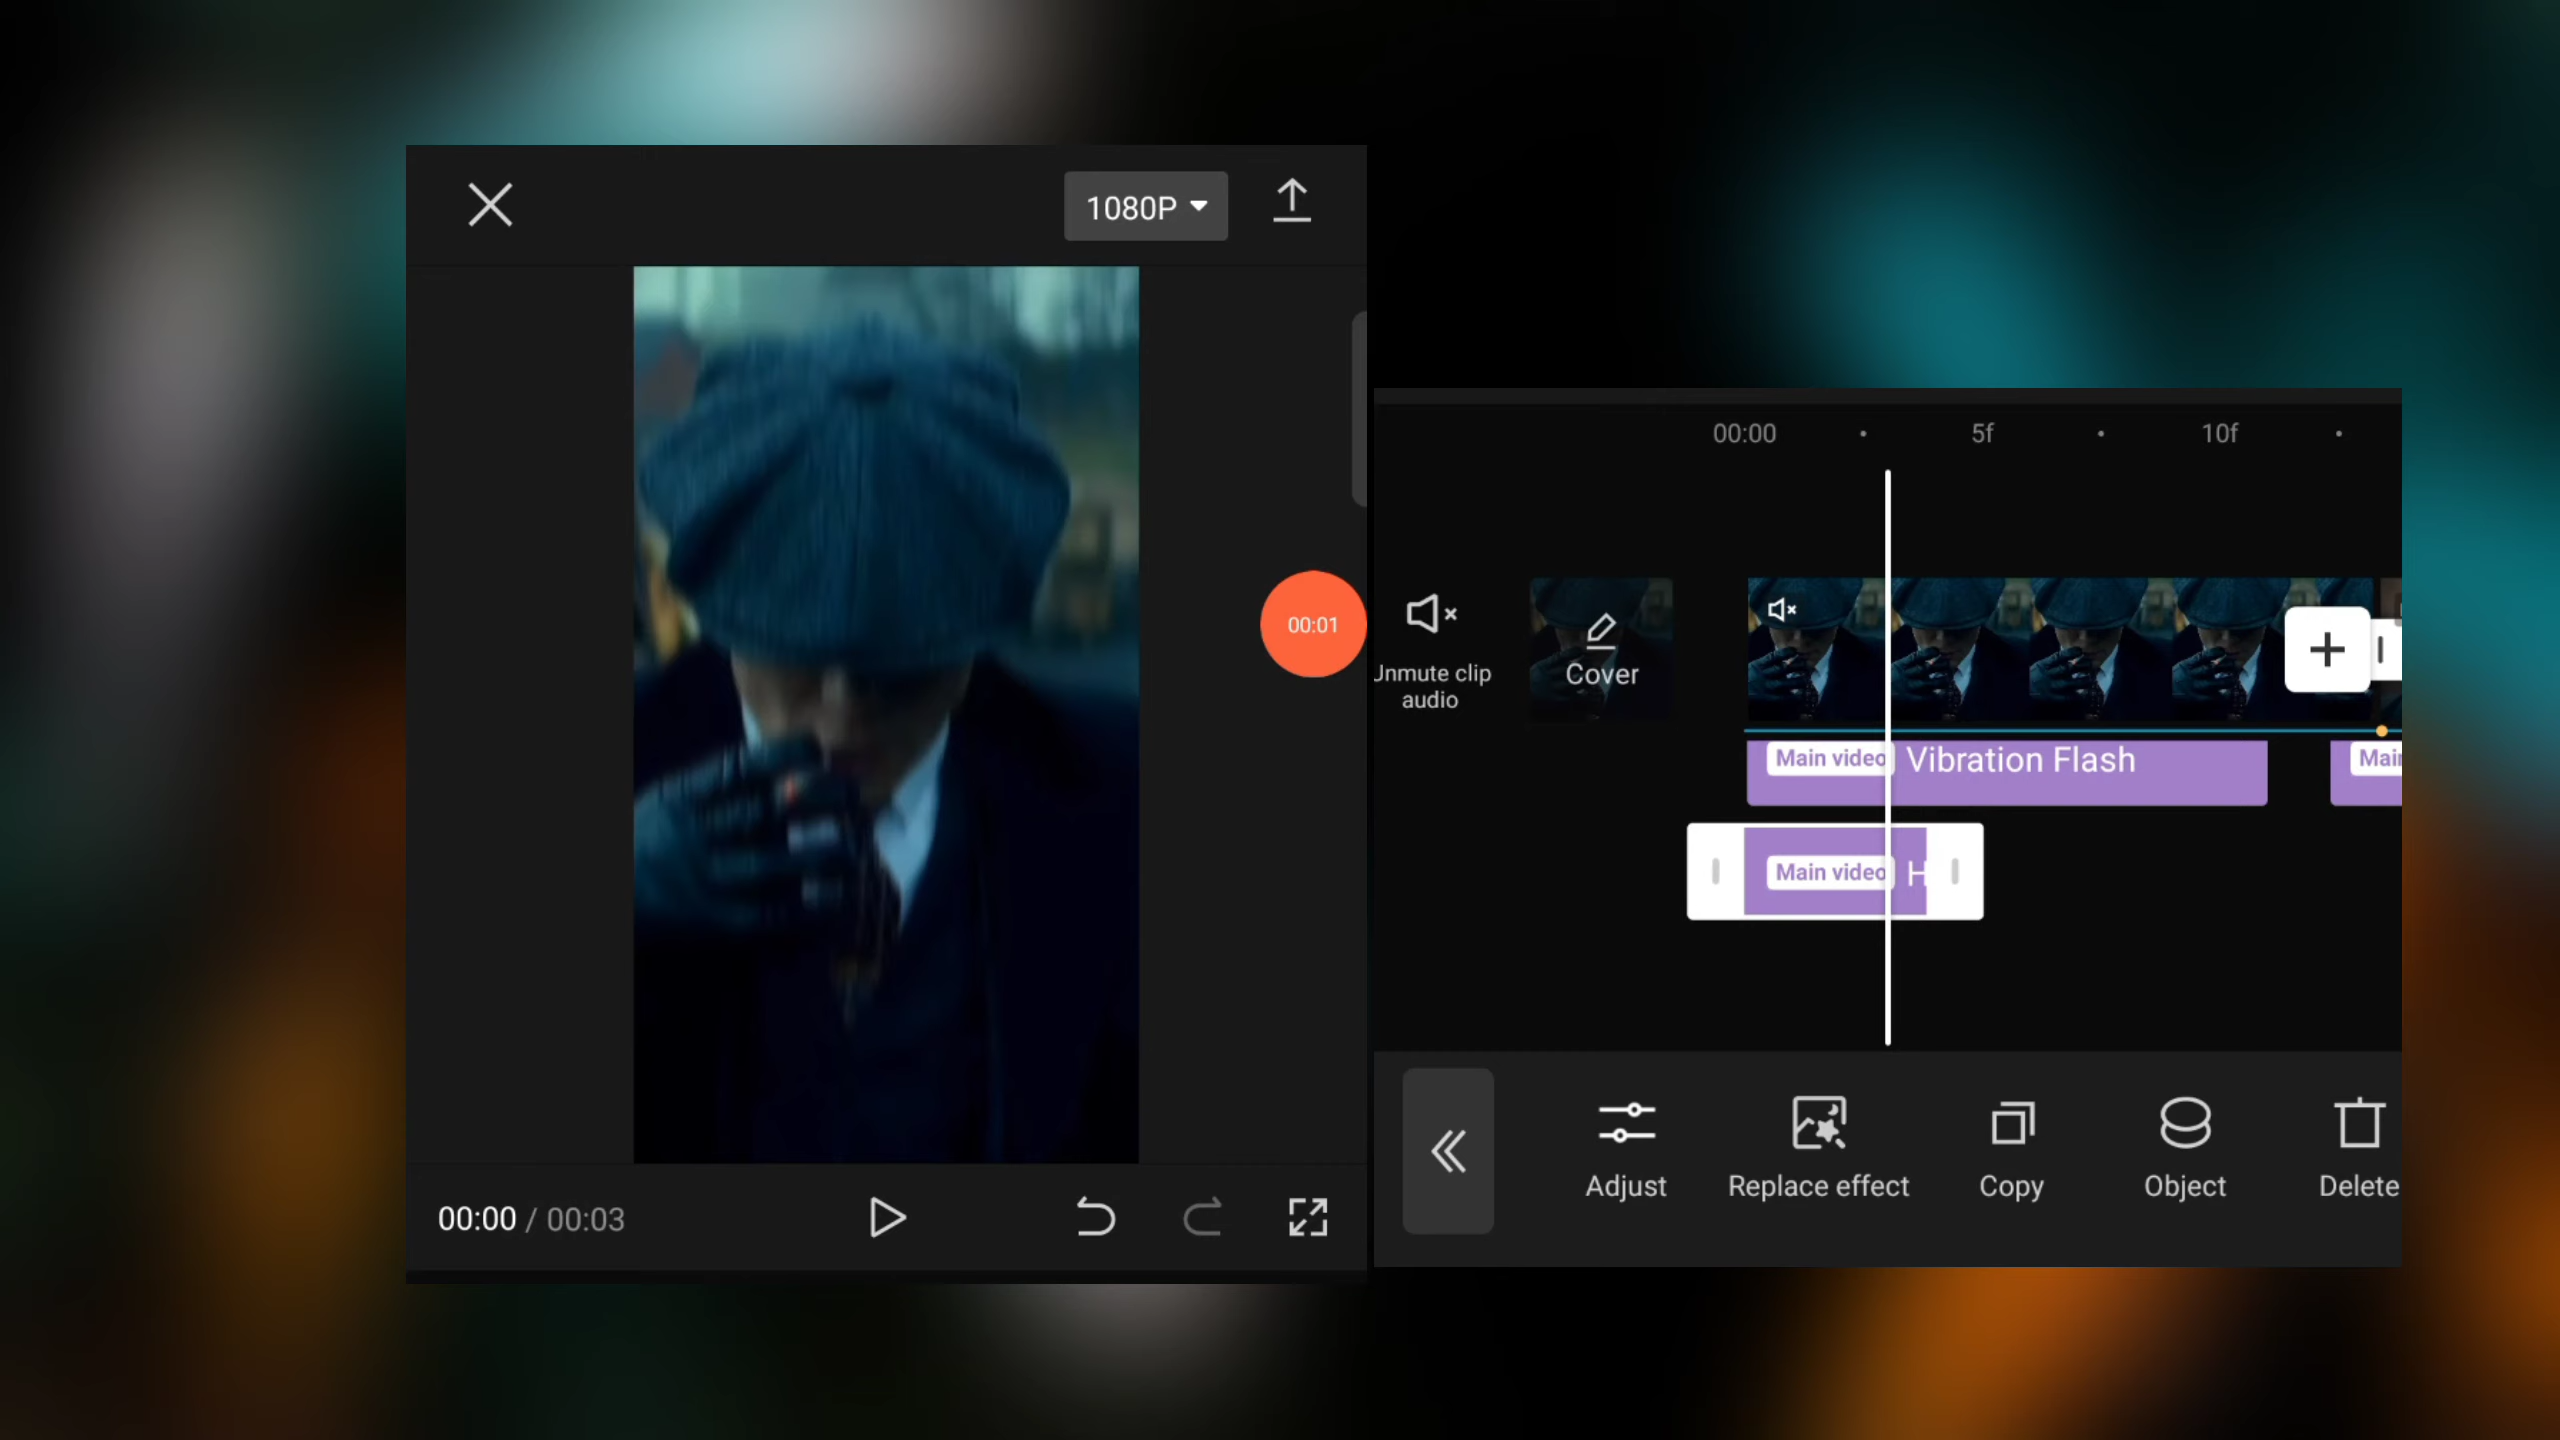 1080P
00:01
00:00 / 00:03
00:00 5f 10f
Unmute clip
audio
Cover
Main video Vibration Flash
Main video
Adjust
Replace effect
Copy
Object
Delete